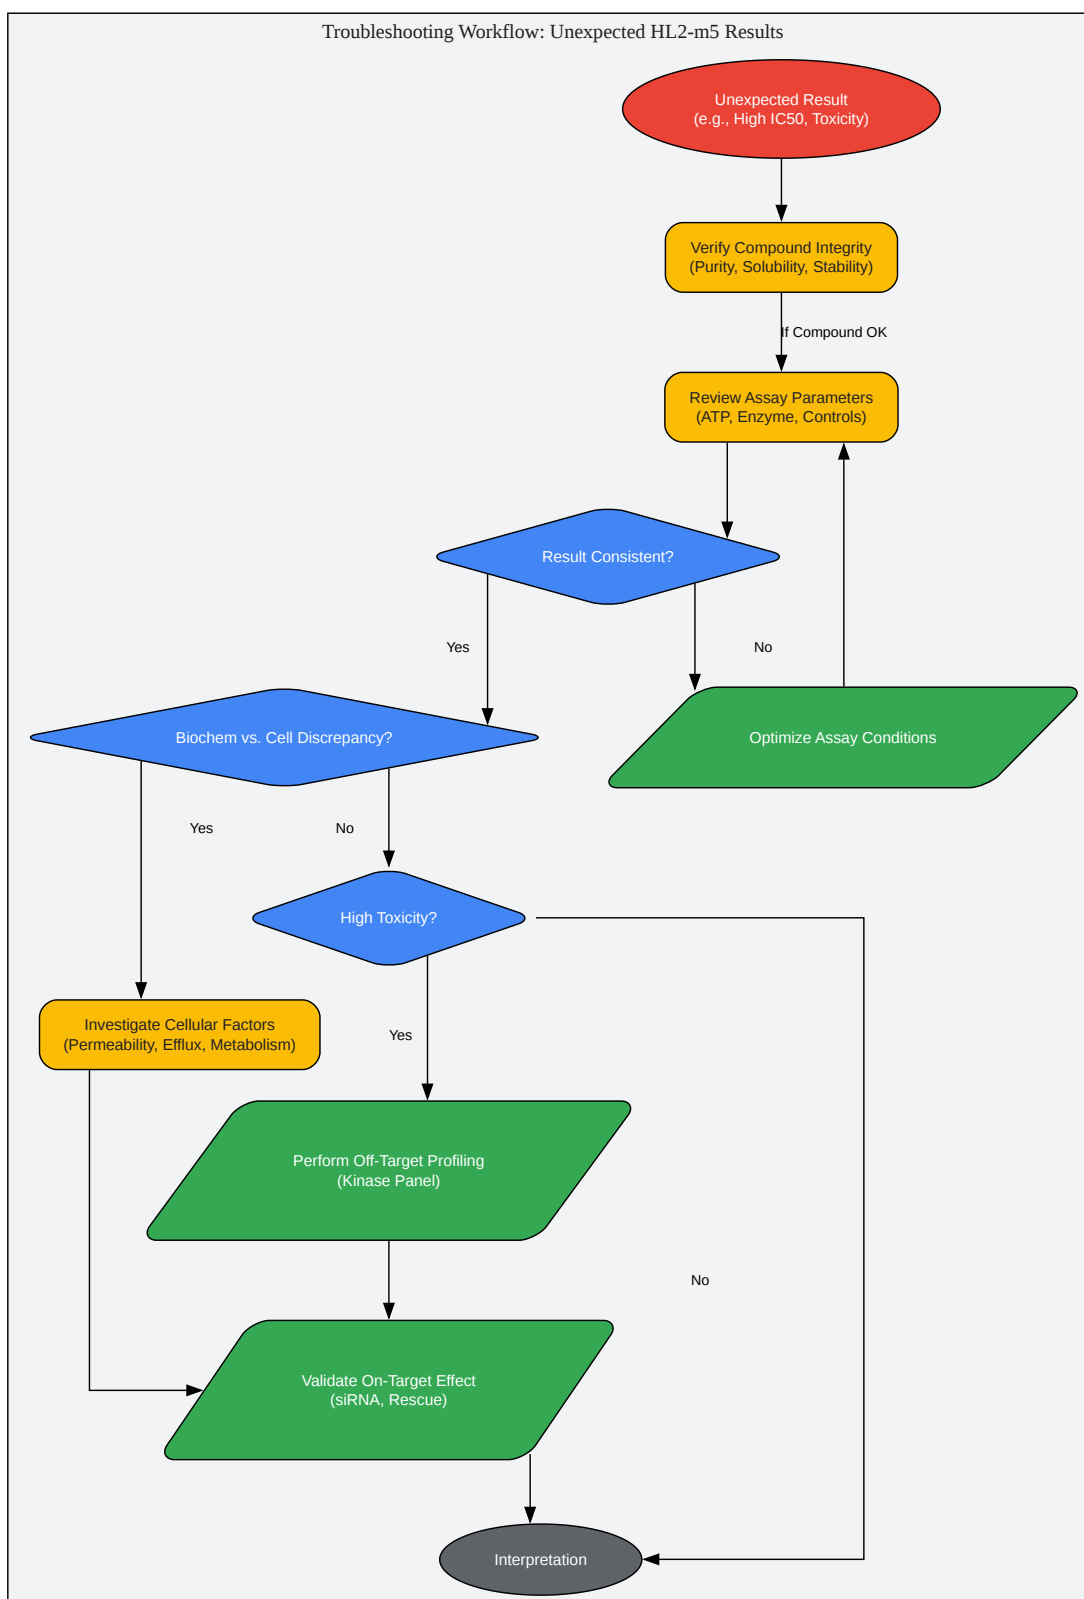 Troubleshooting Workflow: Unexpected HL2-m5 Results
Unexpected Result
(e.g., High IC50, Toxicity)
Verify Compound Integrity
(Purity, Solubility, Stability)
If Compound OK
Review Assay Parameters
(ATP, Enzyme, Controls)
Result Consistent?
Yes
No
Biochem vs. Cell Discrepancy?
Optimize Assay Conditions
Yes
No
High Toxicity?
Investigate Cellular Factors
(Permeability, Efflux, Metabolism)
Yes
Perform Off-Target Profiling
(Kinase Panel)
No
Validate On-Target Effect
(siRNA, Rescue)
Interpretation